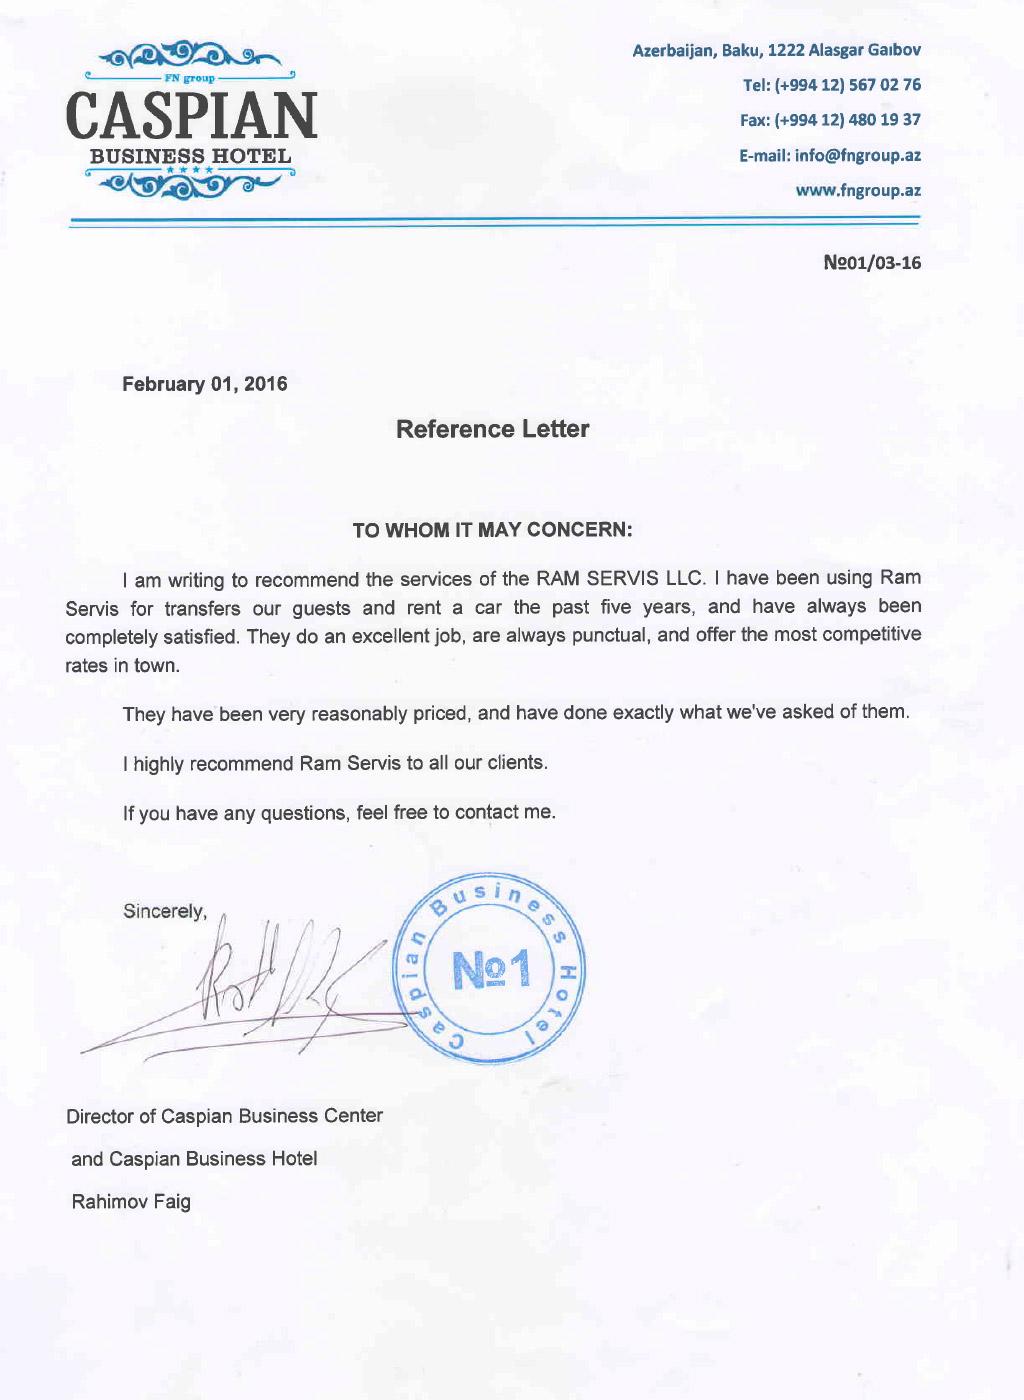 FN group
CASPIAN
BUSINESS HOTEL
Azerbaijan, Baku, 1222 Alasgar Gaibov
Tel: (+994 12) 567 02 76
Fax: (+994 12) 480 19 37
E-mail: info@fngroup.az
www.fngroup.az
№01/03-16
February 01, 2016
Reference Letter
TO WHOM IT MAY CONCERN:
I am writing to recommend the services of the RAM SERVIS LLC. I have been using Ram
Servis for transfers our guests and rent a car the past five years, and have always been
completely satisfied. They do an excellent job, are always punctual, and offer the most competitive
rates in town.
They have been very reasonably priced, and have done exactly what we've asked of them.
I highly recommend Ram Servis to all our clients.
If you have any questions, feel free to contact me.
Sincerely,
Caspian Business Hotel
№1
Director of Caspian Business Center
and Caspian Business Hotel
Rahimov Faig